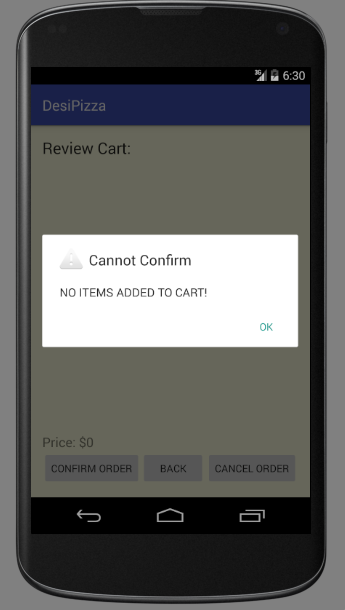 3G 6:30
DesiPizza
Review Cart:
Cannot Confirm
NO ITEMS ADDED TO CART!
OK
Price: $0
CONFIRM ORDER BACK CANCEL ORDER